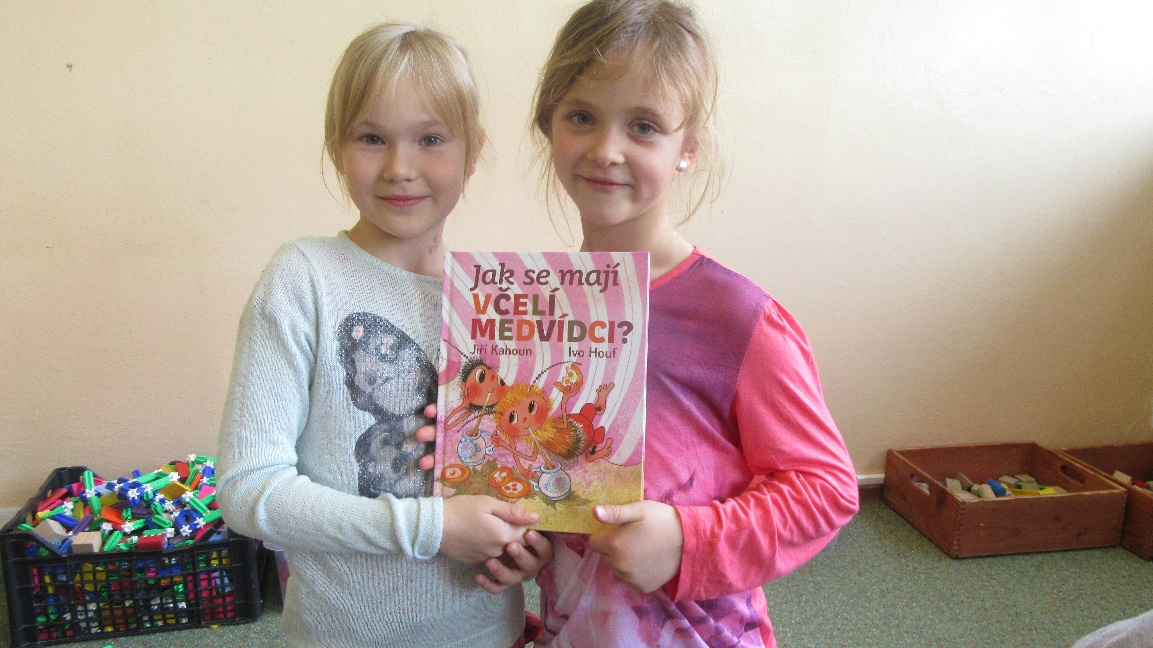 Jak se mají
VČELÍ
MEDVÍDCI?
Jiří Kahoun Ivo Houf